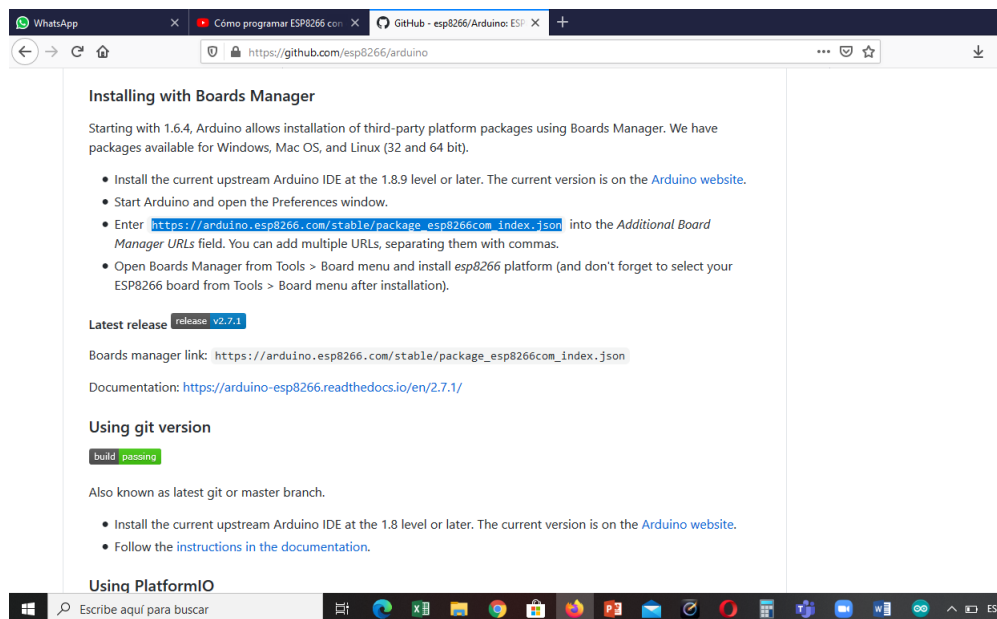 WhatsApp
Cómo programar ESP8266 con
GitHub - esp8266/Arduino: ESP
https://github.com/esp8266/arduino
Installing with Boards Manager
Starting with 1.6.4, Arduino allows installation of third-party platform packages using Boards Manager. We have
packages available for Windows, Mac OS, and Linux (32 and 64 bit).
• Install the current upstream Arduino IDE at the 1.8.9 level or later. The current version is on the Arduino website.
• Start Arduino and open the Preferences window.
• Enter https://arduino.esp8266.com/stable/package_esp8266com_index.json into the Additional Board
Manager URLs field. You can add multiple URLs, separating them with commas.
• Open Boards Manager from Tools > Board menu and install esp8266 platform (and don't forget to select your
ESP8266 board from Tools > Board menu after installation).
Latest release release v2.7.1
Boards manager link: https://arduino.esp8266.com/stable/package_esp8266com_index.json
Documentation: https://arduino-esp8266.readthedocs.io/en/2.7.1/
Using git version
build passing
Also known as latest git or master branch.
• Install the current upstream Arduino IDE at the 1.8 level or later. The current version is on the Arduino website.
• Follow the instructions in the documentation.
Using PlatformIO
Escribe aquí para buscar
ES